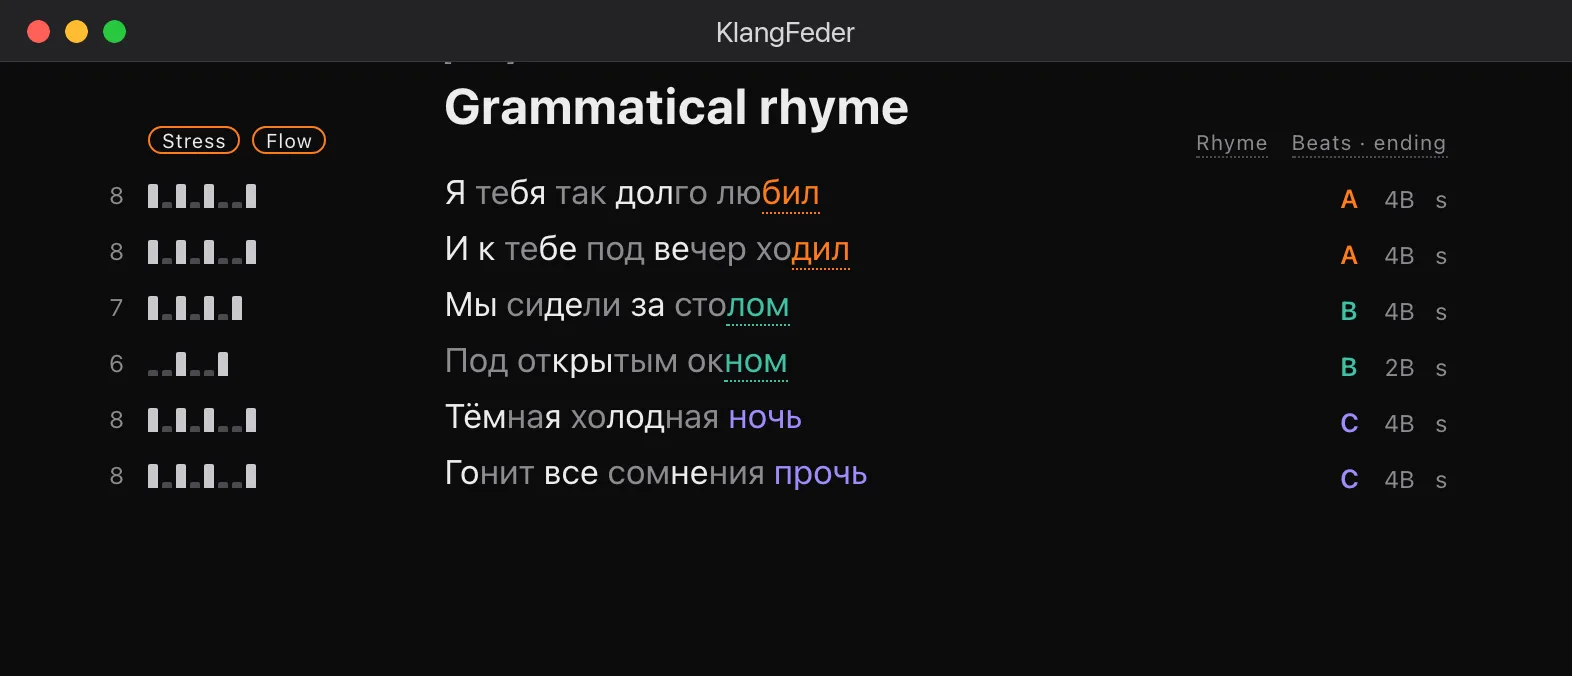 KlangFeder
Grammatical rhyme
Stress Flow Rhyme Beats · ending
8 Я тебя так долго любил A 4B s
8 И к тебе под вечер ходил A 4B s
7 Мы сидели за столом B 4B s
6 Под открытым окном B 2B s
8 Тёмная холодная ночь C 4B s
8 Гонит все сомнения прочь C 4B s